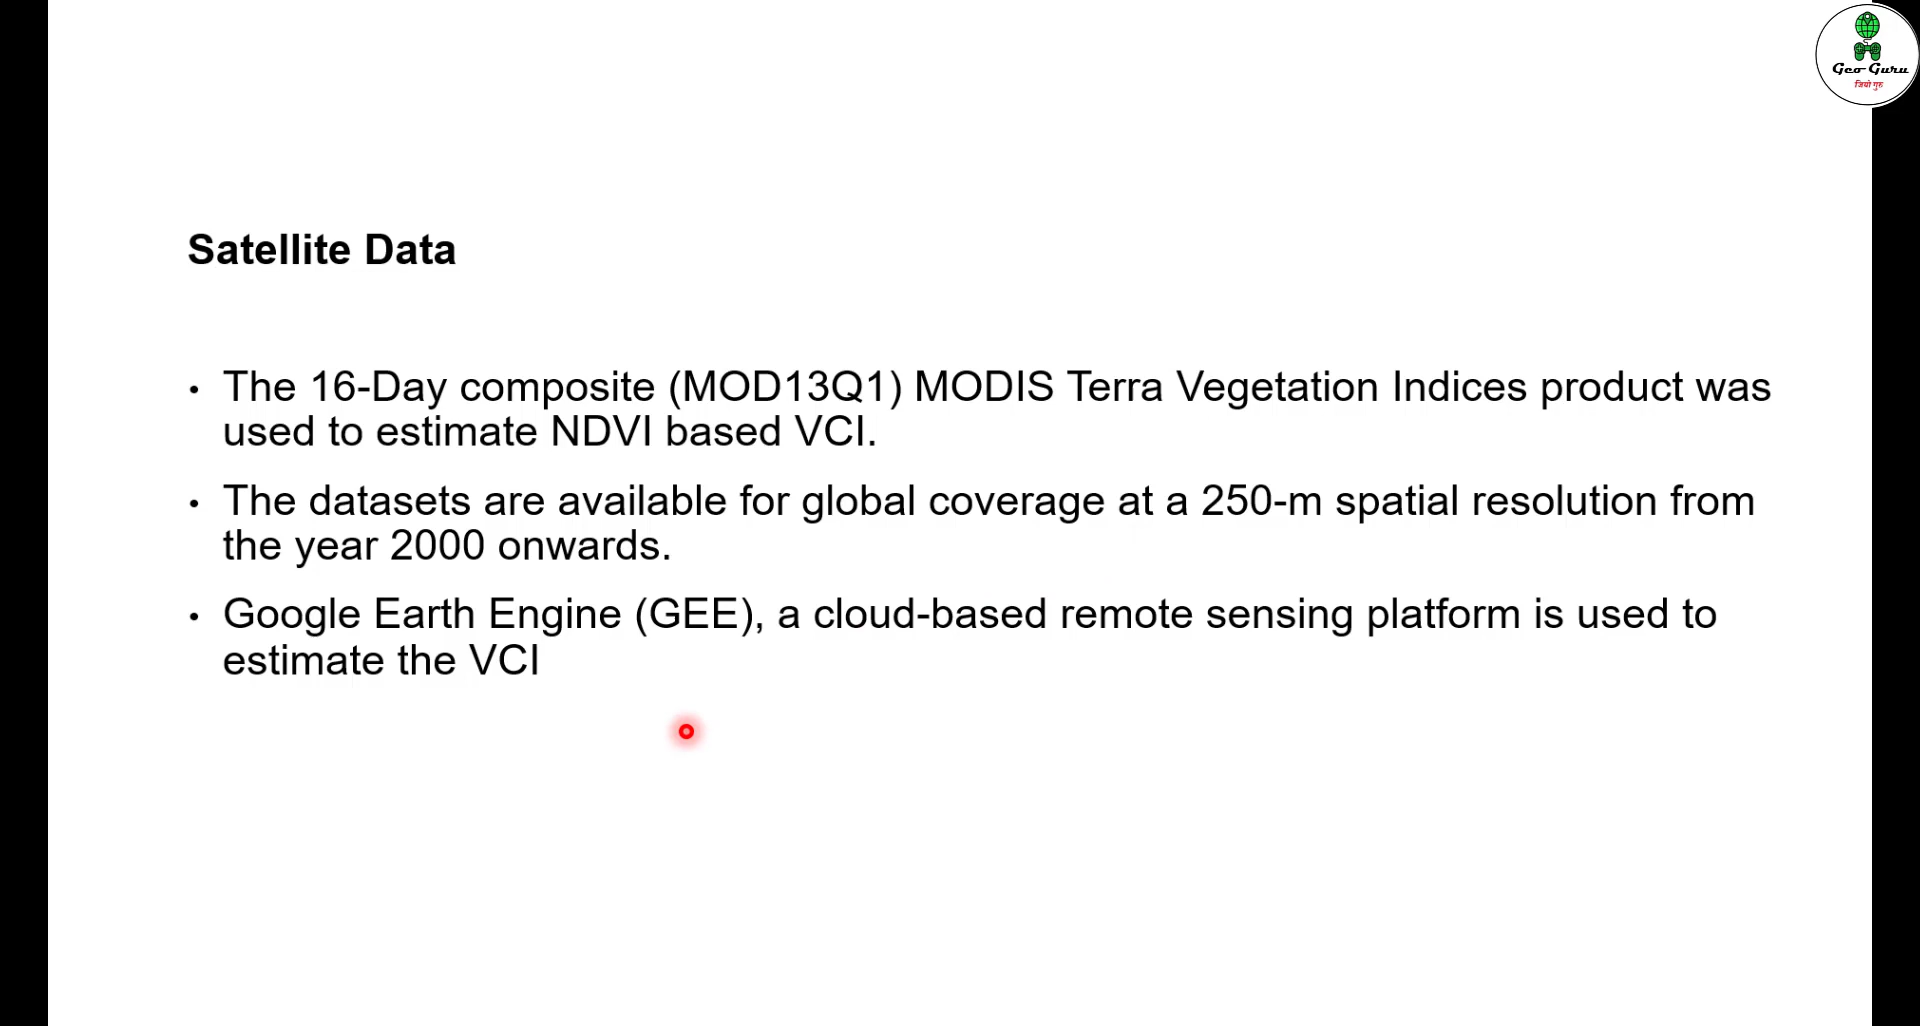 Geo Guru
जियो गुरु
Satellite Data
• The 16-Day composite (MOD13Q1) MODIS Terra Vegetation Indices product was
used to estimate NDVI based VCI.
• The datasets are available for global coverage at a 250-m spatial resolution from
the year 2000 onwards.
• Google Earth Engine (GEE), a cloud-based remote sensing platform is used to
estimate the VCI